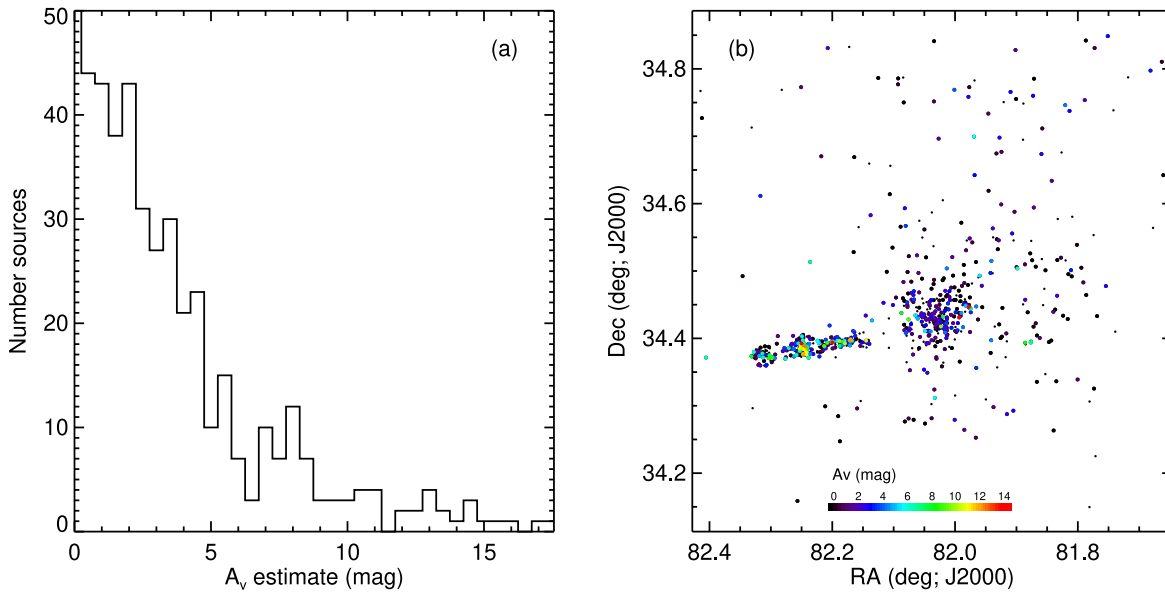 50
40
30
20
10
0
Number sources
(a)
0 5 10 15
A_v estimate (mag)
(b)
34.8
34.6
34.4
34.2
Dec (deg; J2000)
Av (mag)
0 2 4 6 8 10 12 14
82.4 82.2 82.0 81.8
RA (deg; J2000)